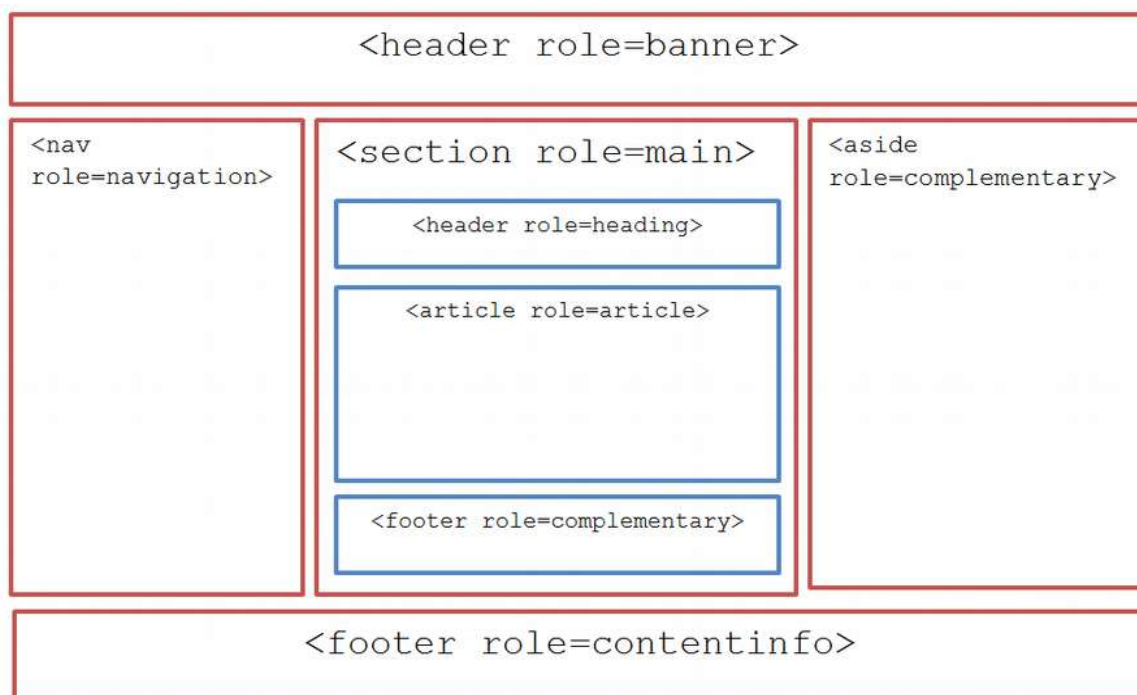 <header role=banner>
<nav
role=navigation>
<section role=main>
<header role=heading>
<article role=article>
<footer role=complementary>
<aside
role=complementary>
<footer role=contentinfo>